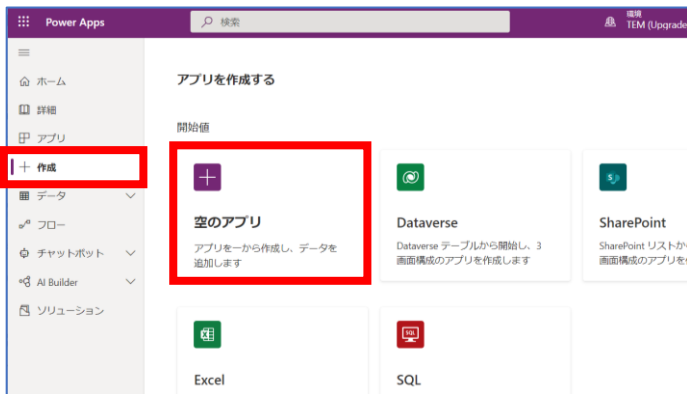 Power Apps
検索
環境
TEM (Upgrade
ホーム
詳細
アプリ
作成
データ
フロー
チャットボット
AI Builder
ソリューション
アプリを作成する
開始値
空のアプリ
アプリを一から作成し、データを
追加します
Dataverse
Dataverse テーブルから開始し、3
画面構成のアプリを作成します
SharePoint
SharePoint リストか
画面構成のアプリを
Excel
SQL
SQL